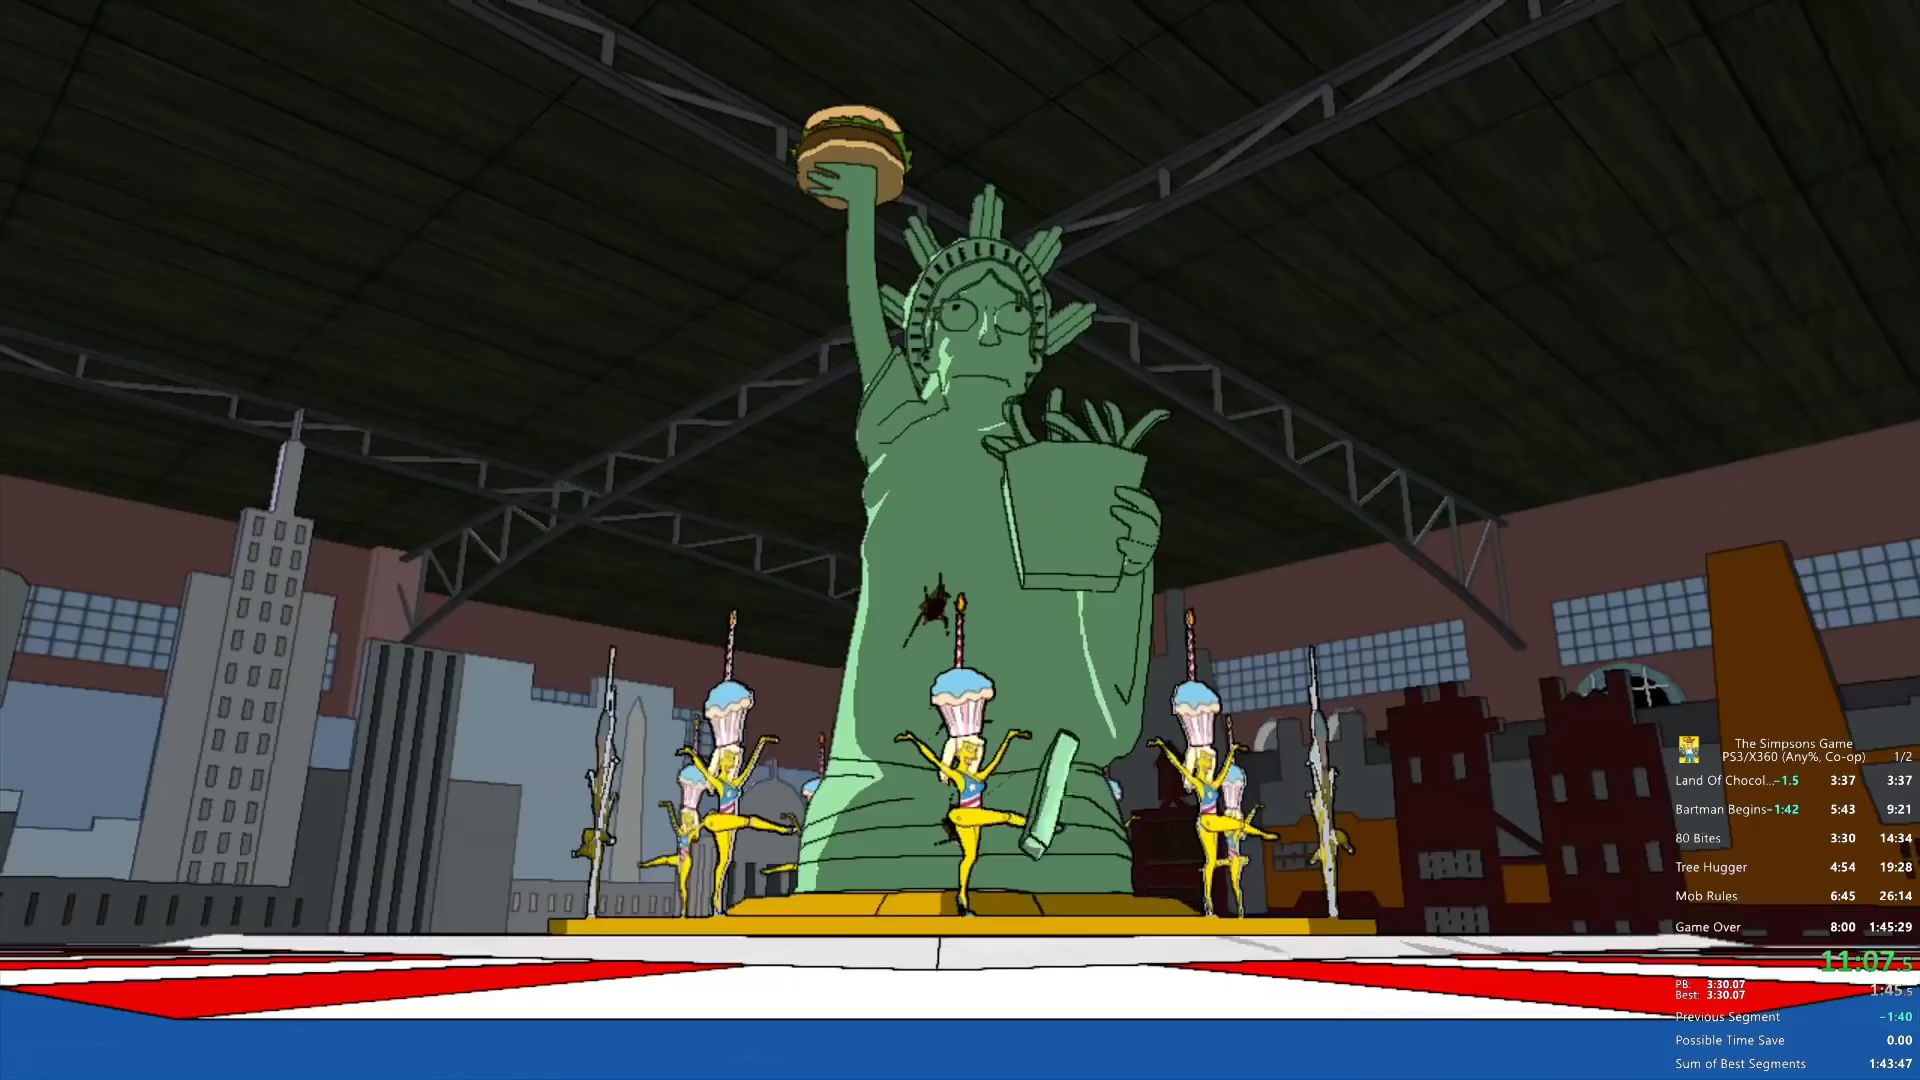 The Simpsons Game
PS3/X360 (Any%, Co-op) 1/2
Land Of Chocol... -1.5 3:37 3:37
Bartman Begins -1:42 5:43 9:21
80 Bites 3:30 14:34
Tree Hugger 4:54 19:28
Mob Rules 6:45 26:14
Game Over 8:00 1:45:29
11:07.5
PB: 3:30.07
Best: 3:30.07 1:45.5
Previous Segment -1:40
Possible Time Save 0.00
Sum of Best Segments 1:43:47